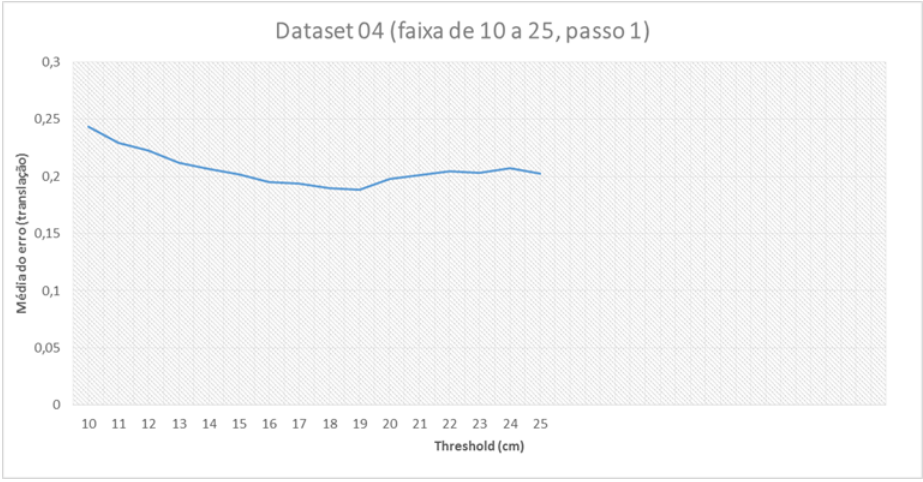 Dataset 04 (faixa de 10 a 25, passo 1)
0,3
0,25
0,2
0,15
0,1
0,05
0
Média do erro (translação)
10 11 12 13 14 15 16 17 18 19 20 21 22 23 24 25
Threshold (cm)